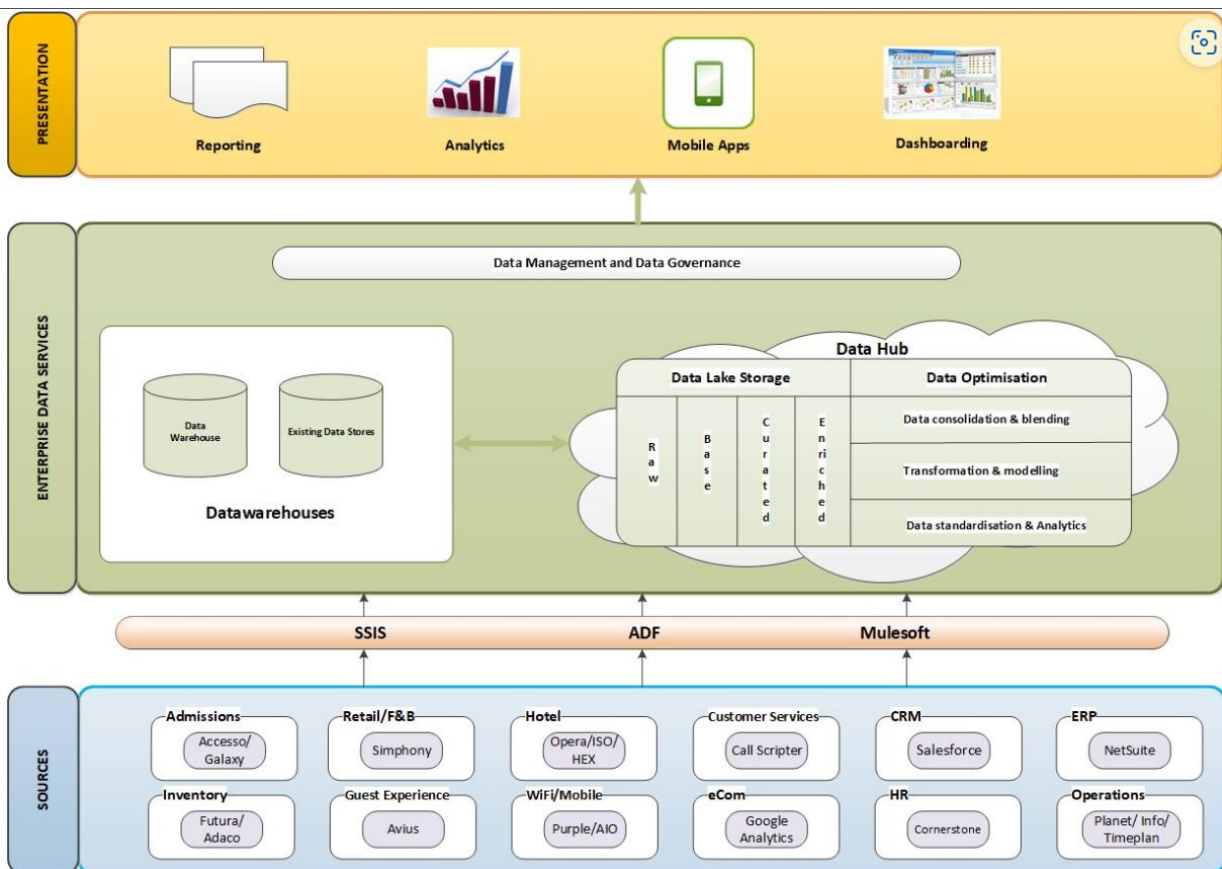 PRESENTATION
Reporting
Analytics
Mobile Apps
Dashboarding
ENTERPRISE DATA SERVICES
Data Management and Data Governance
Data
Warehouse
Existing Data Stores
Datawarehouses
Data Hub
Data Lake Storage
Data Optimisation
Raw
Base
Curated
Enriched
Data consolidation & blending
Transformation & modelling
Data standardisation & Analytics
SSIS
ADF
Mulesoft
SOURCES
Admissions
Accesso/
Galaxy
Retail/F&B
Simphony
Hotel
Opera/ISO/
HEX
Customer Services
Call Scripter
CRM
Salesforce
ERP
NetSuite
Inventory
Futura/
Adaco
Guest Experience
Avius
WiFi/Mobile
Purple/AIO
eCom
Google
Analytics
HR
Cornerstone
Operations
Planet/ Info/
Timeplan